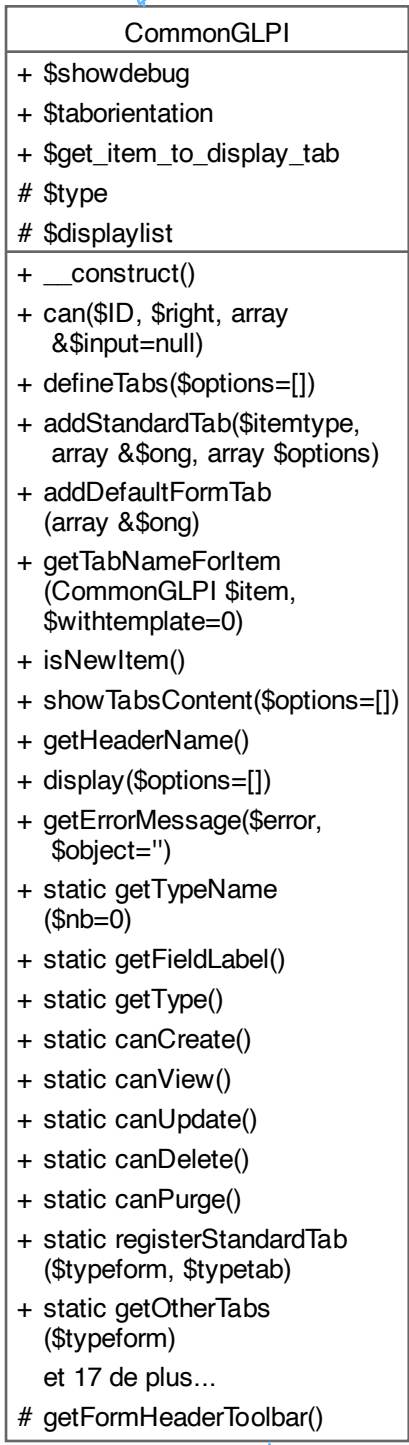 CommonGLPI
+ $showdebug
+ $taborientation
+ $get_item_to_display_tab
# $type
# $displaylist
+ __construct()
+ can($ID, $right, array
&$input=null)
+ defineTabs($options=[])
+ addStandardTab($itemtype,
array &$ong, array $options)
+ addDefaultFormTab
(array &$ong)
+ getTabNameForItem
(CommonGLPI $item,
$withtemplate=0)
+ isNewItem()
+ showTabsContent($options=[])
+ getHeaderName()
+ display($options=[])
+ getErrorMessage($error,
$object='')
+ static getTypeName
($nb=0)
+ static getFieldLabel()
+ static getType()
+ static canCreate()
+ static canView()
+ static canUpdate()
+ static canDelete()
+ static canPurge()
+ static registerStandardTab
($typeform, $typetab)
+ static getOtherTabs
($typeform)
et 17 de plus...
# getFormHeaderToolbar()